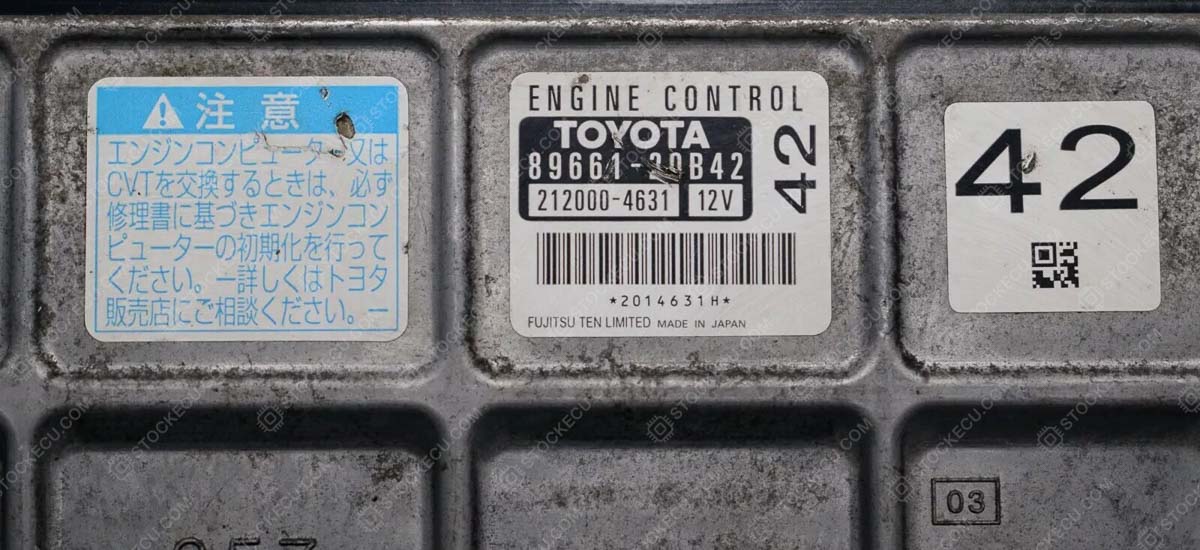 注意
エンジンコンピューター又は
CVTを交換するときは、必ず
修理書に基づきエンジンコン
ピューターの初期化を行って
ください。ー詳しくはトヨタ
販売店にご相談ください。ー
ENGINE CONTROL
TOYOTA
212000-4631 12V
42
*2014631H*
FUJITSU TEN LIMITED MADE IN JAPAN
42
03
STOCKECU.COM